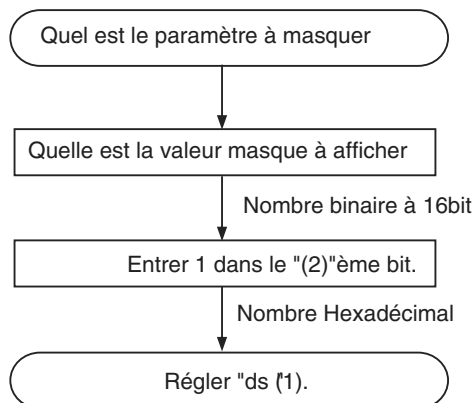 Quel est le paramètre à masquer
Quelle est la valeur masque à afficher
Nombre binaire à 16bit
Entrer 1 dans le "(2)"ème bit.
Nombre Hexadécimal
Régler "ds ("1).